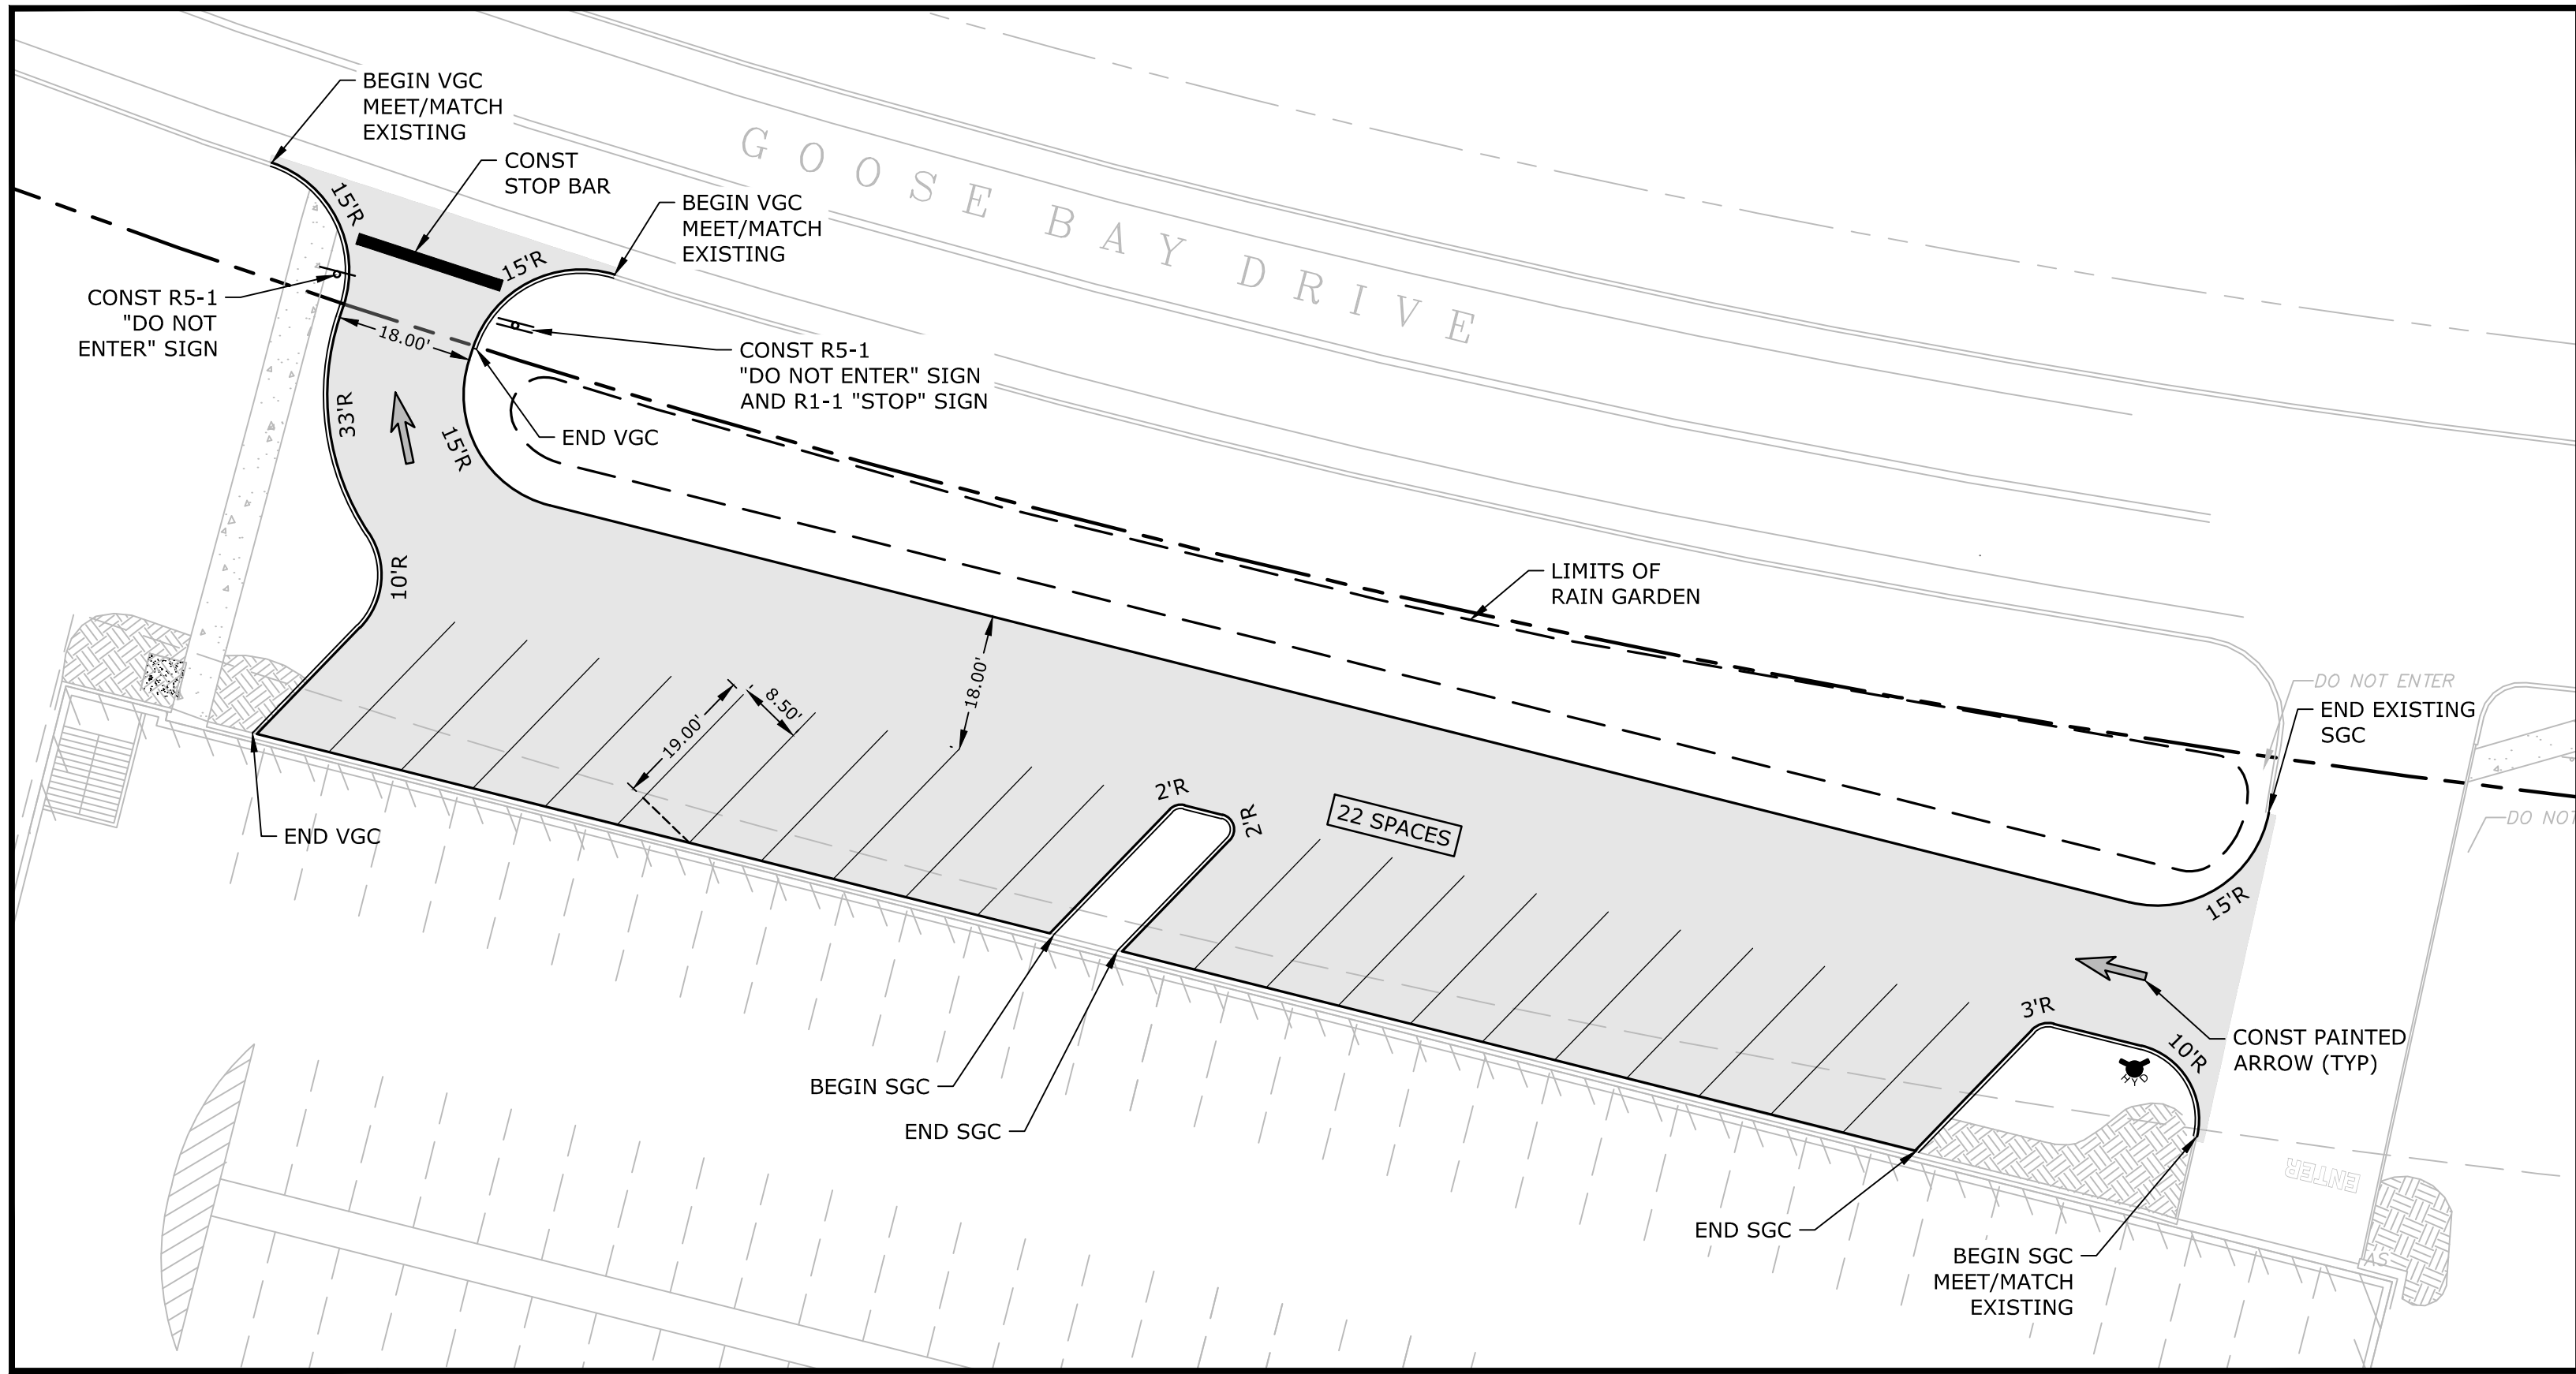 BEGIN VGC
MEET/MATCH
EXISTING
CONST
STOP BAR
15'R
BEGIN VGC
MEET/MATCH
EXISTING
GOOSE BAY DRIVE
15'R
CONST R5-1
"DO NOT
ENTER" SIGN
18.00'
CONST R5-1
"DO NOT ENTER" SIGN
AND R1-1 "STOP" SIGN
33'R
15'R
END VGC
10'R
LIMITS OF
RAIN GARDEN
18.00'
19.00'
8.50'
DO NOT ENTER
END EXISTING
SGC
2'R
2'R
22 SPACES
DO NOT
END VGC
15'R
3'R
10'R
CONST PAINTED
ARROW (TYP)
HYD
BEGIN SGC
END SGC
ENTER
END SGC
BEGIN SGC
MEET/MATCH
EXISTING